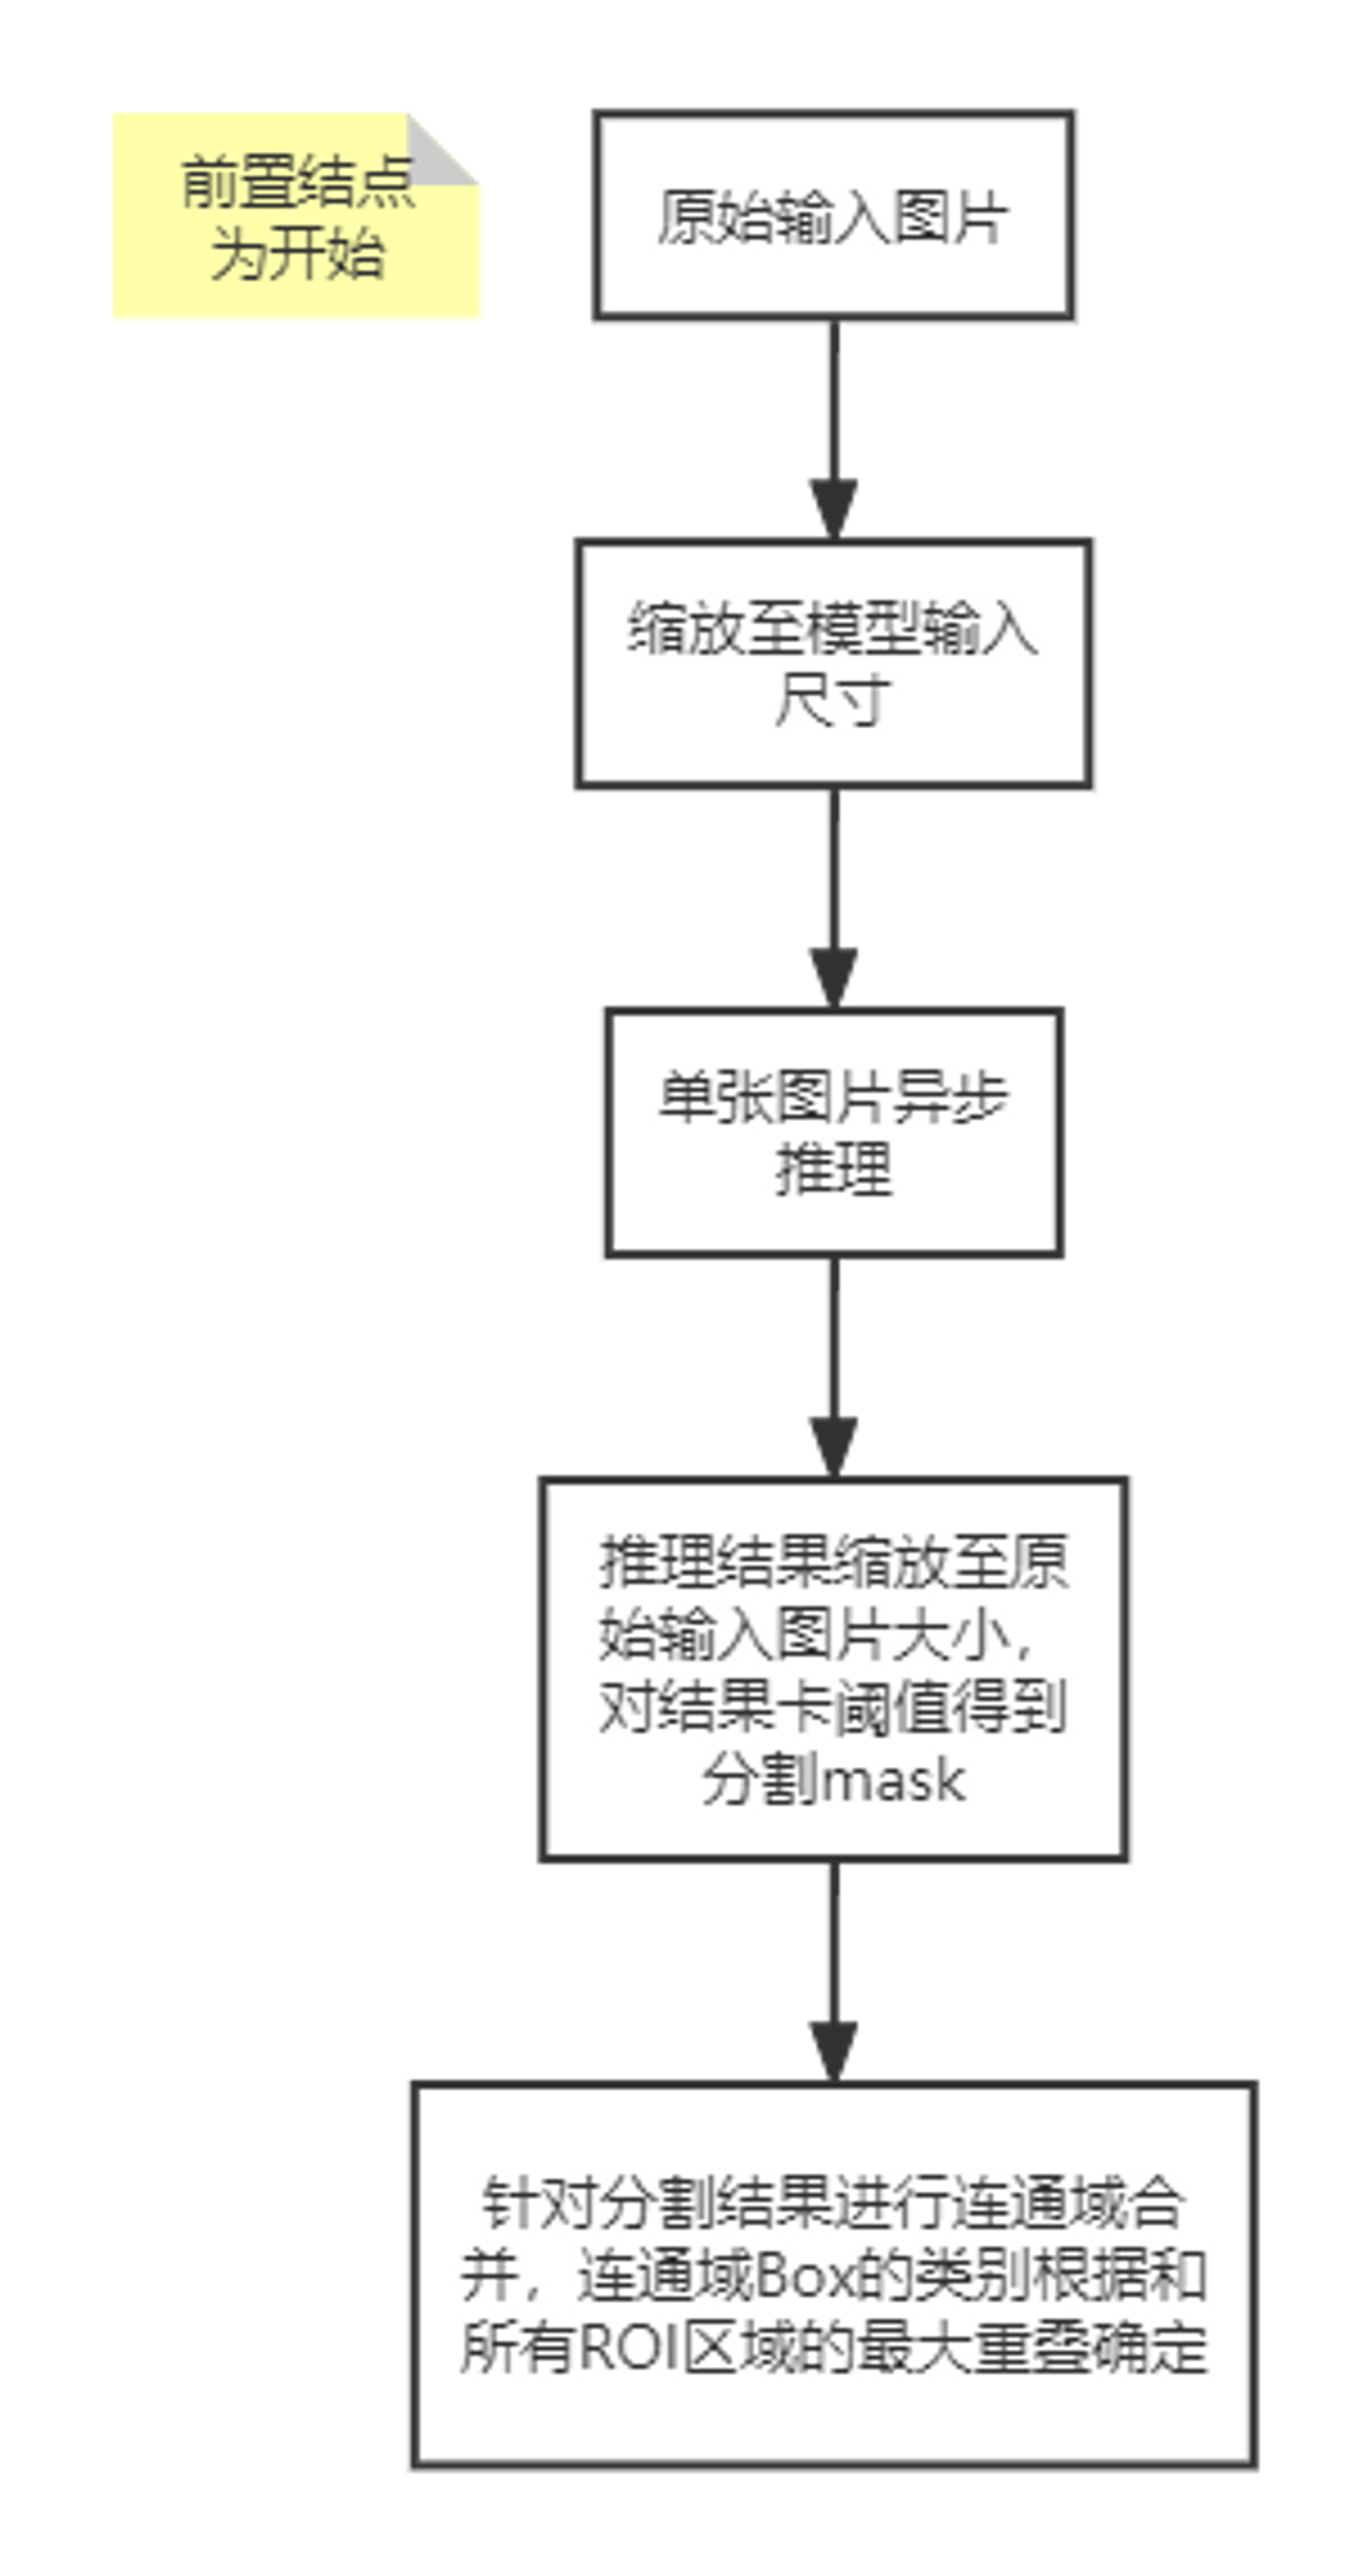 前置结点
为开始
原始输入图片
缩放至模型输入
尺寸
单张图片异步
推理
推理结果缩放至原
始输入图片大小，
对结果卡阈值得到
分割mask
针对分割结果进行连通域合
并，连通域Box的类别根据和
所有ROI区域的最大重叠确定